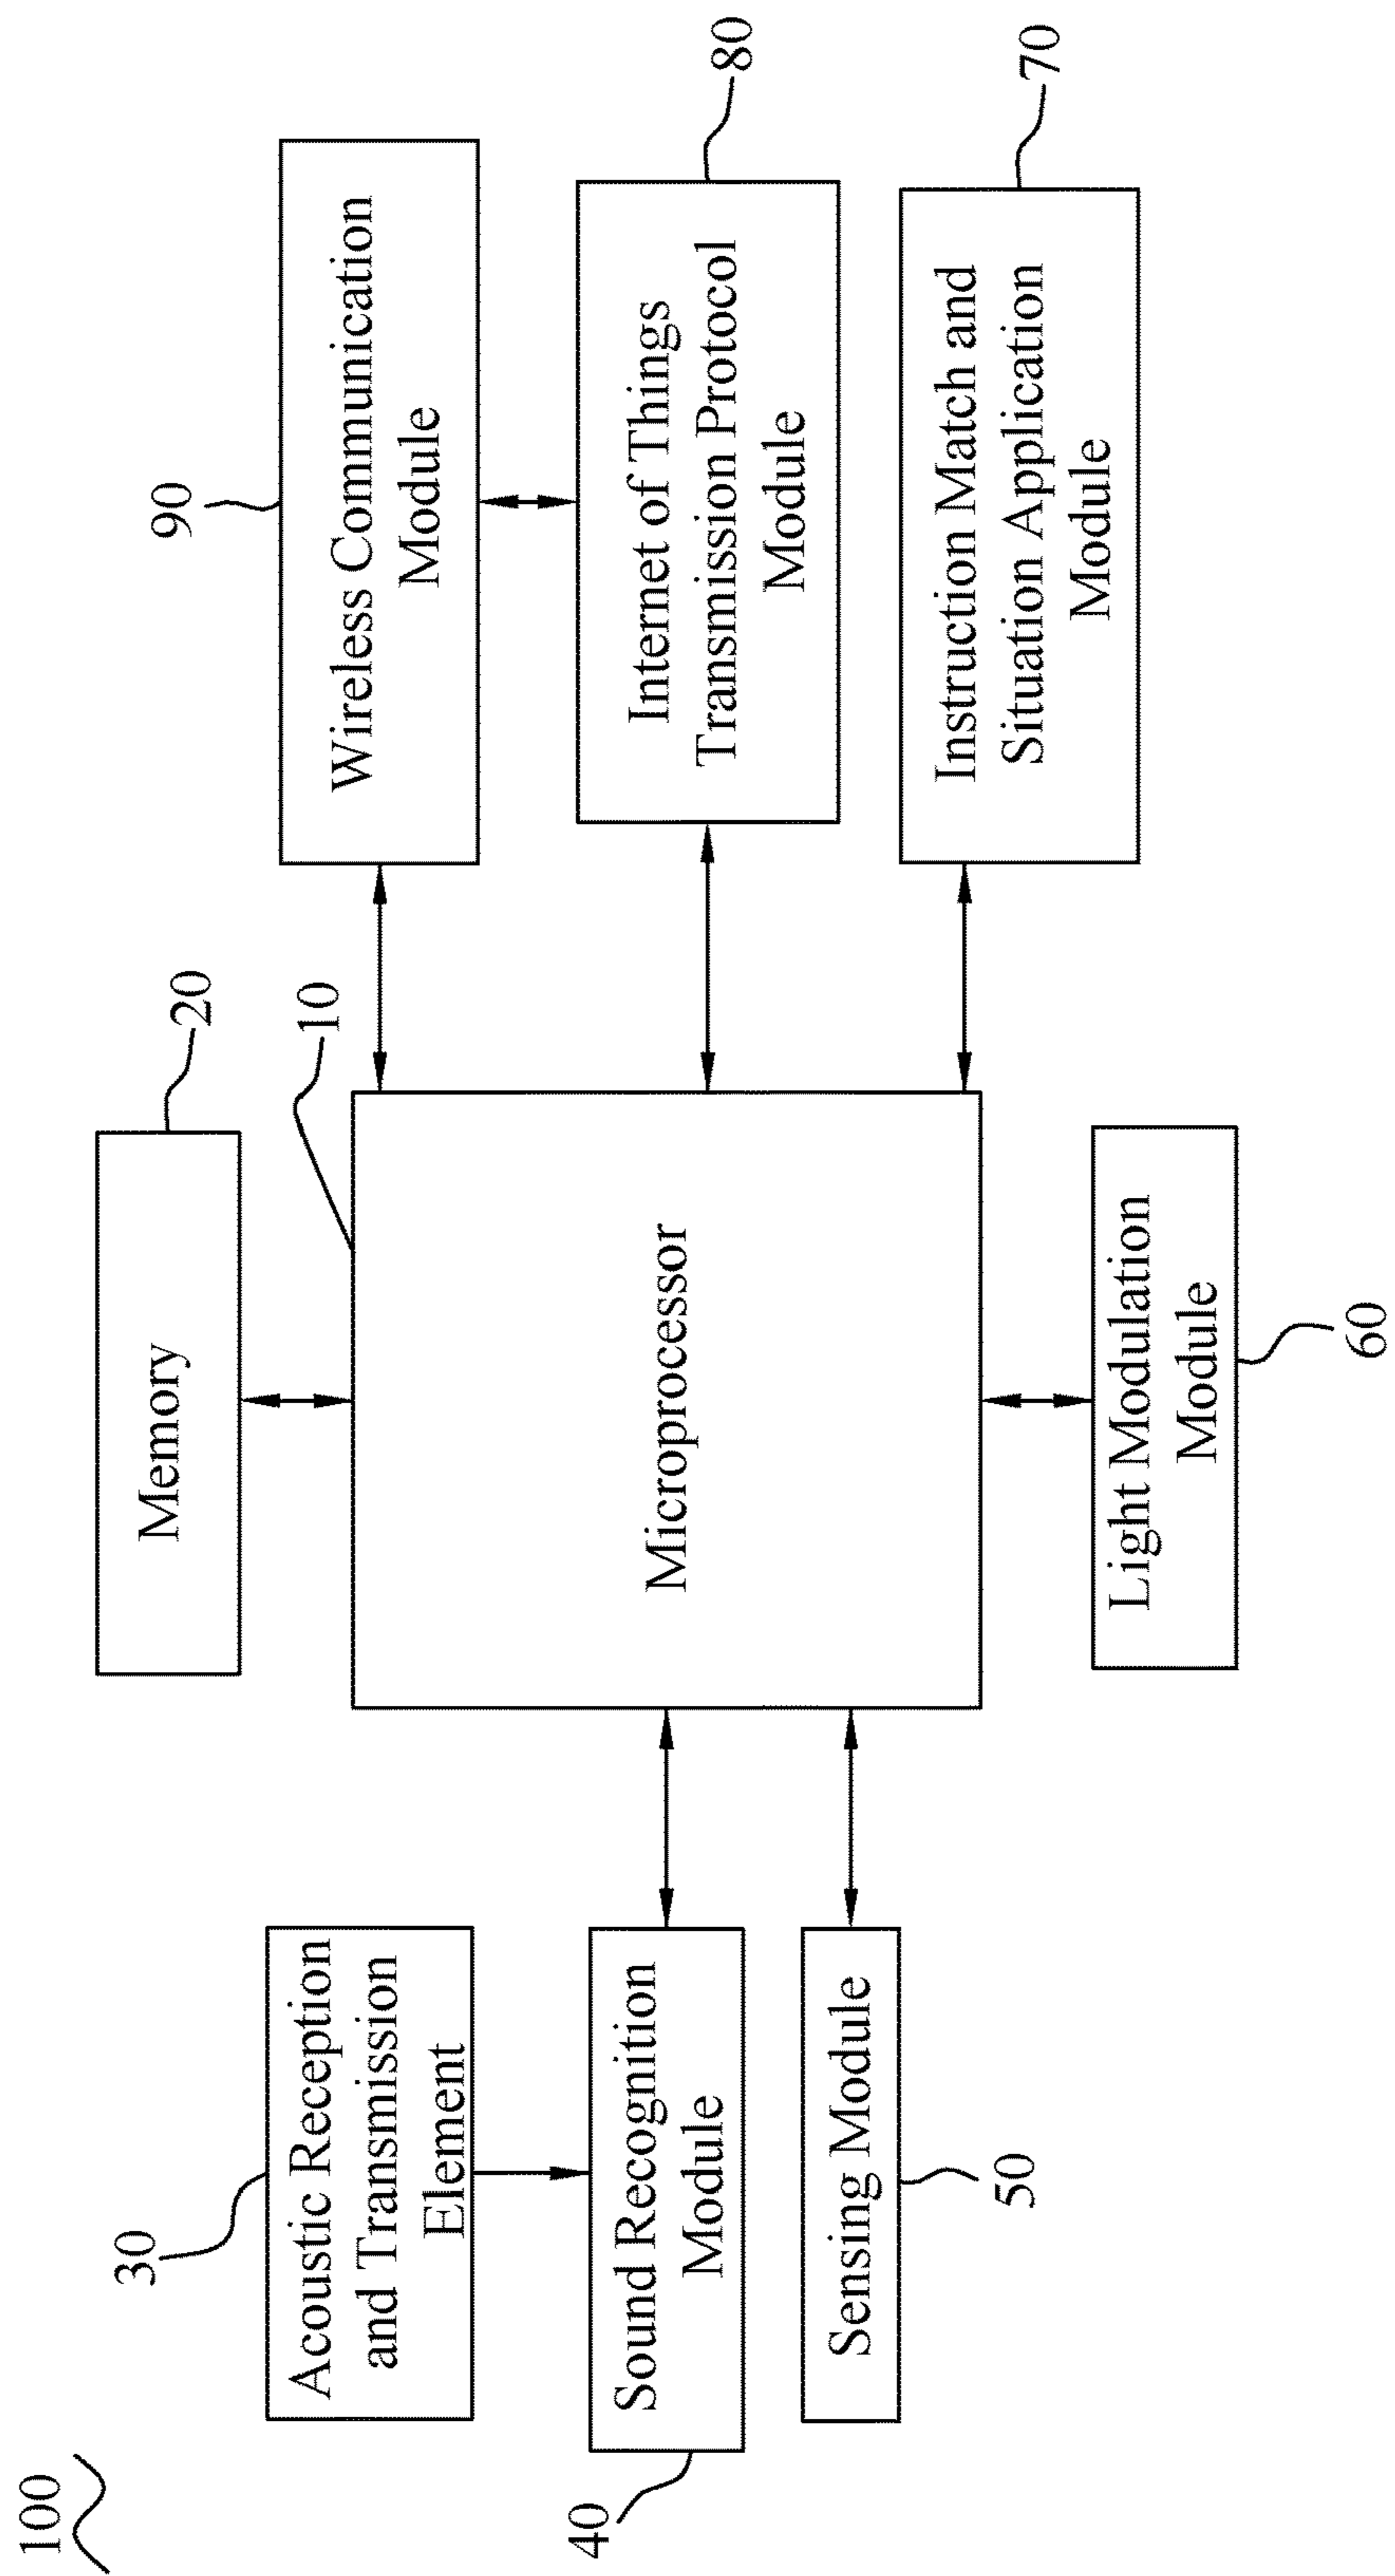 100
30
Acoustic Reception
and Transmission
Element
40
Sound Recognition
Module
Sensing Module
50
Memory
20
10
Microprocessor
Light Modulation
Module
60
90
Wireless Communication
Module
Internet of Things
Transmission Protocol
Module
80
Instruction Match and
Situation Application
Module
70